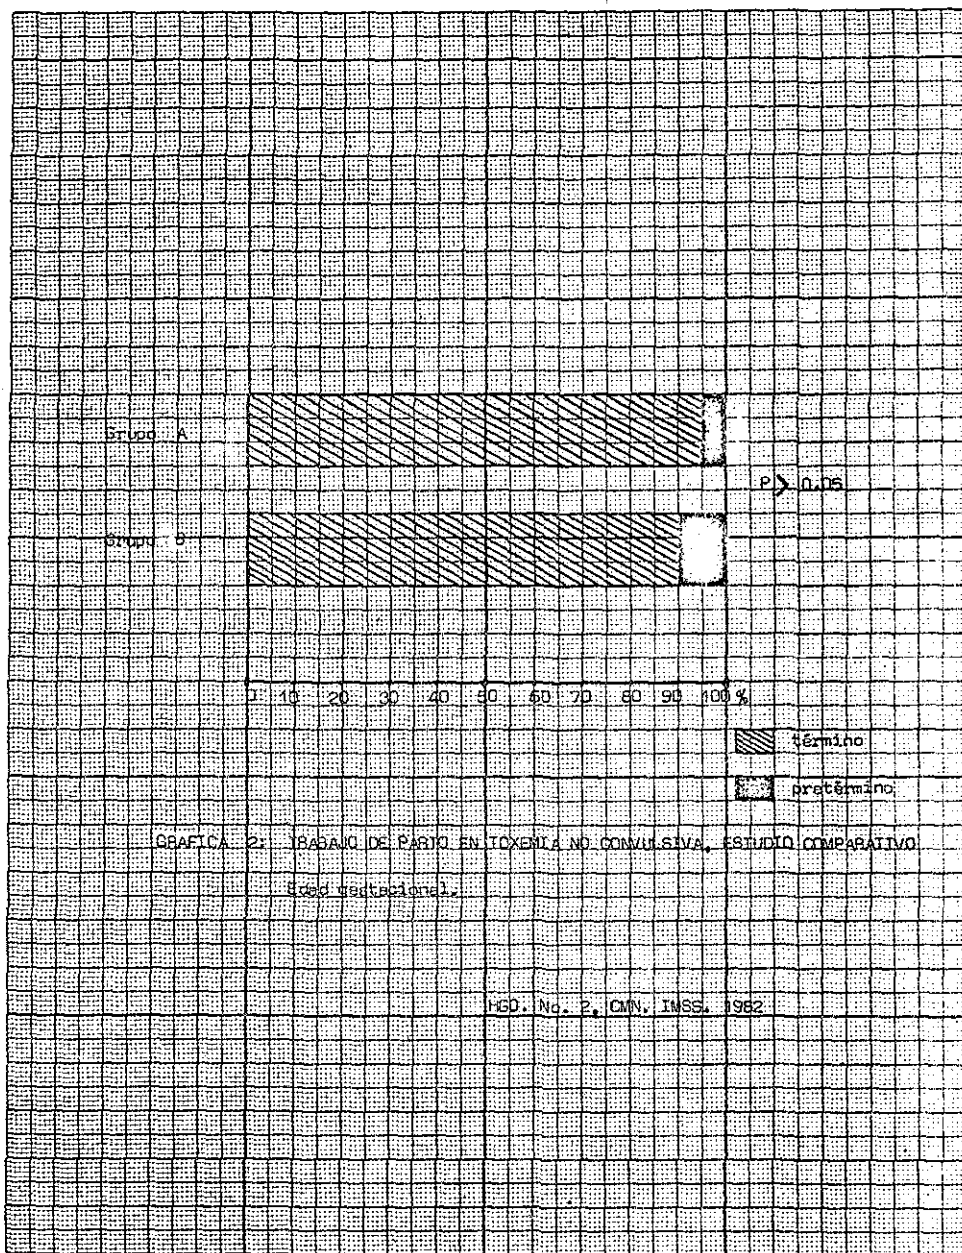 Grupo A
P > 0.05
Grupo B
0 10 20 30 40 50 60 70 80 90 100 %
término
pretérmino
GRAFICA 2: TRABAJO DE PARTO EN TOXEMIA NO CONVULSIVA. ESTUDIO COMPARATIVO
Edad gestacional.
HGO. No. 2, CMN. IMSS. 1982